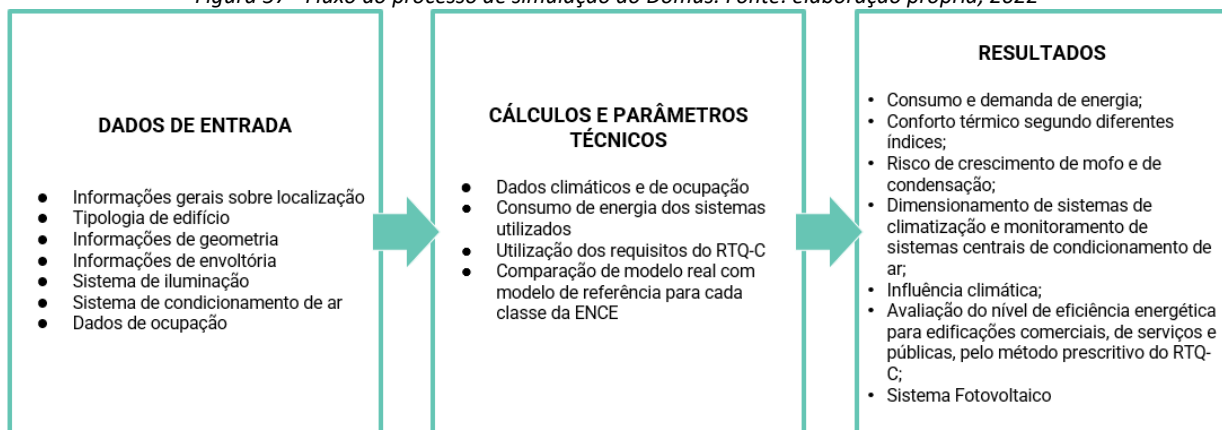 Figura 37 - Fluxo do processo de simulação do Domus. Fonte: elaboração própria, 2022
DADOS DE ENTRADA
● Informações gerais sobre localização
● Tipologia de edifício
● Informações de geometria
● Informações de envoltória
● Sistema de iluminação
● Sistema de condicionamento de ar
● Dados de ocupação
CÁLCULOS E PARÂMETROS
TÉCNICOS
● Dados climáticos e de ocupação
● Consumo de energia dos sistemas
utilizados
● Utilização dos requisitos do RTQ-C
● Comparação de modelo real com
modelo de referência para cada
classe da ENCE
RESULTADOS
• Consumo e demanda de energia;
• Conforto térmico segundo diferentes
índices;
• Risco de crescimento de mofo e de
condensação;
• Dimensionamento de sistemas de
climatização e monitoramento de
sistemas centrais de condicionamento de
ar;
• Influência climática;
• Avaliação do nível de eficiência energética
para edificações comerciais, de serviços e
públicas, pelo método prescritivo do RTQ-
C;
• Sistema Fotovoltaico